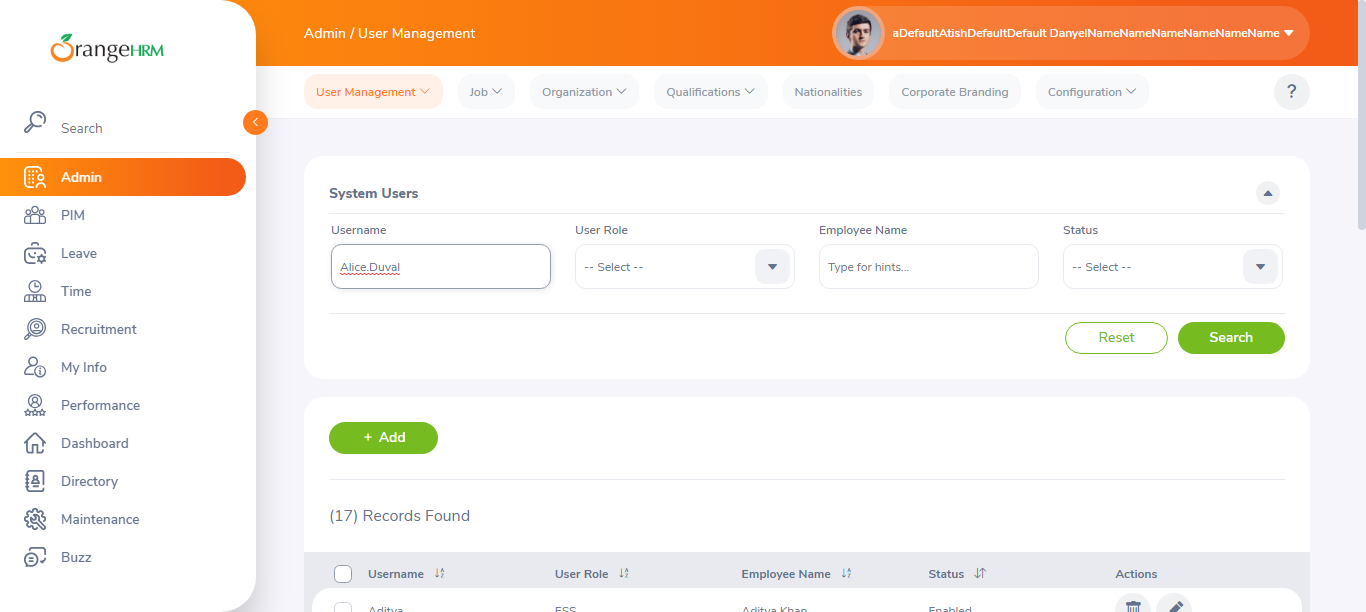 OrangeHRM
Admin / User Management
aDefaultAtishDefaultDefault DanyelNameNameNameNameNameName
User Management
Job
Organization
Qualifications
Nationalities
Corporate Branding
Configuration
?
Search
Admin
PIM
Leave
Time
Recruitment
My Info
Performance
Dashboard
Directory
Maintenance
Buzz
System Users
Username
User Role
Employee Name
Status
Alice.Duval
-- Select --
Type for hints...
-- Select --
Reset
Search
+ Add
(17) Records Found
Username
User Role
Employee Name
Status
Actions
Aditya
ESS
Aditya Khan
Enabled